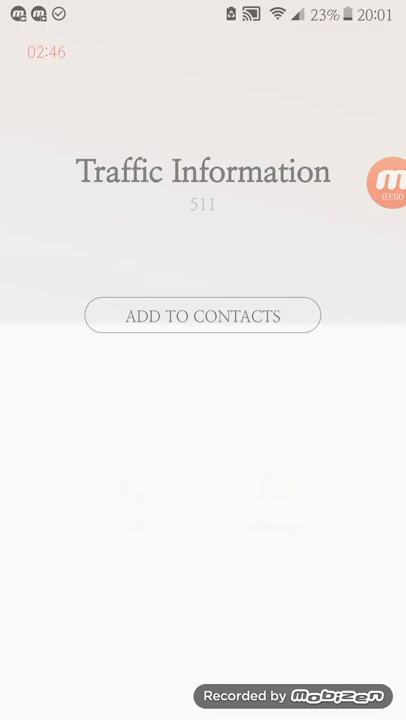 23% 20:01
02:46
Traffic Information
511
03:00
ADD TO CONTACTS
Recorded by mobizen